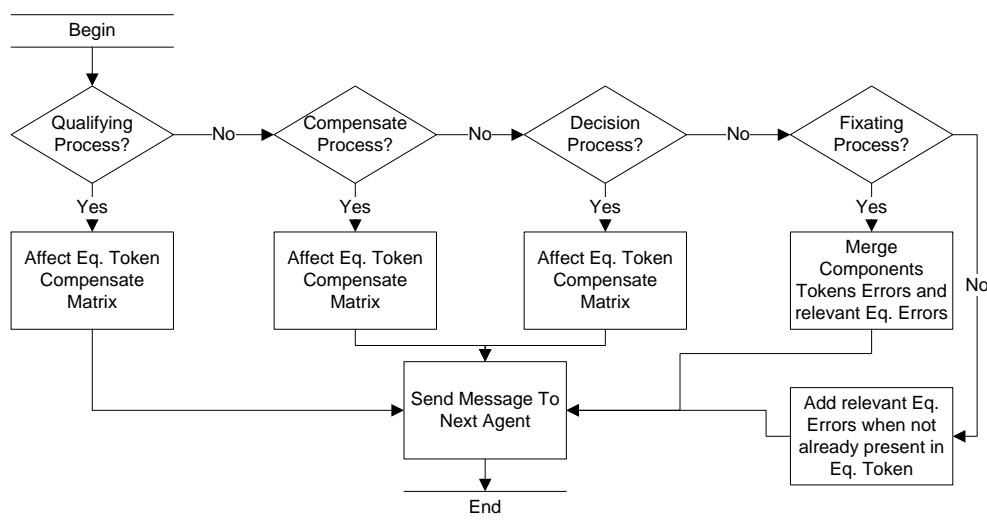 Begin
Qualifying
Process?
No
Compensate
Process?
No
Decision
Process?
No
Fixating
Process?
Yes
Yes
Yes
Yes
Affect Eq. Token
Compensate
Matrix
Affect Eq. Token
Compensate
Matrix
Affect Eq. Token
Compensate
Matrix
Merge
Components
Tokens Errors and
relevant Eq. Errors
No
Send Message To
Next Agent
Add relevant Eq.
Errors when not
already present in
Eq. Token
End